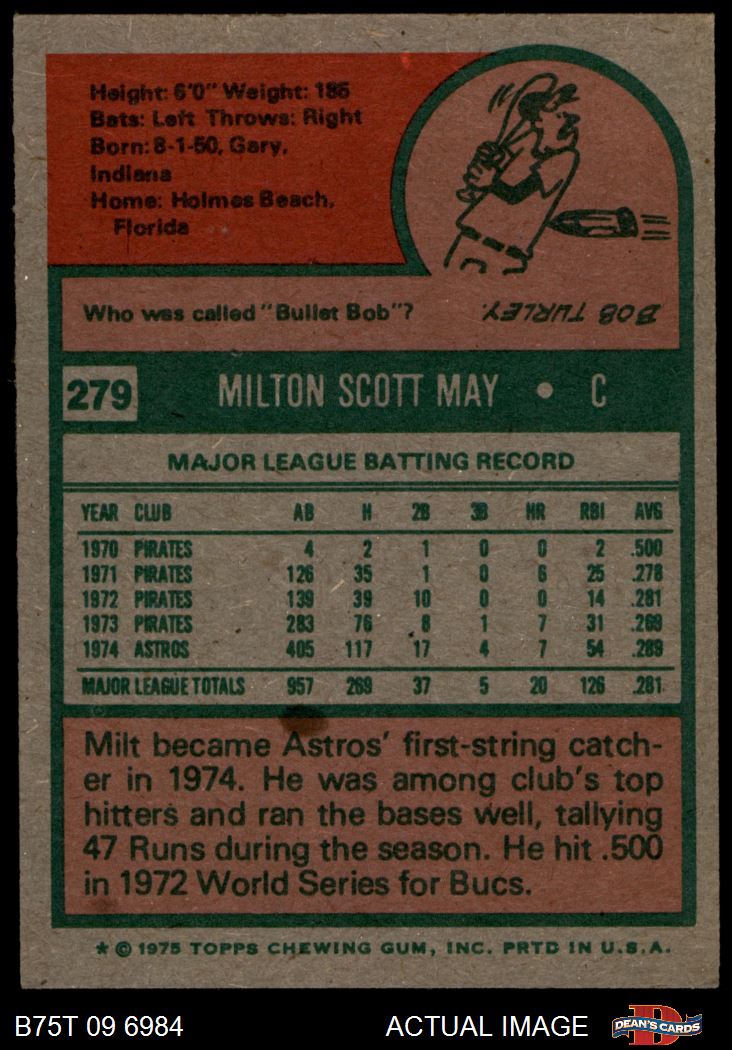 Height: 6'0" Weight: 185
Bats: Left Throws: Right
Born: 8-1-50, Gary,
Indiana
Home: Holmes Beach,
Florida
Who was called "Bullet Bob"? BOB TURLEY.
279 MILTON SCOTT MAY • C
MAJOR LEAGUE BATTING RECORD
YEAR CLUB AB H 2B 3B HR RBI AVG
1970 PIRATES 4 2 1 0 0 2 .500
1971 PIRATES 126 35 1 0 6 25 .278
1972 PIRATES 139 39 10 0 0 14 .281
1973 PIRATES 283 76 8 1 7 31 .269
1974 ASTROS 405 117 17 4 7 54 .289
MAJOR LEAGUE TOTALS 957 269 37 5 20 126 .281
Milt became Astros' first-string catch-
er in 1974. He was among club's top
hitters and ran the bases well, tallying
47 Runs during the season. He hit .500
in 1972 World Series for Bucs.
* © 1975 TOPPS CHEWING GUM, INC. PRTD IN U.S.A.
B75T 09 6984 ACTUAL IMAGE DEAN'S CARDS